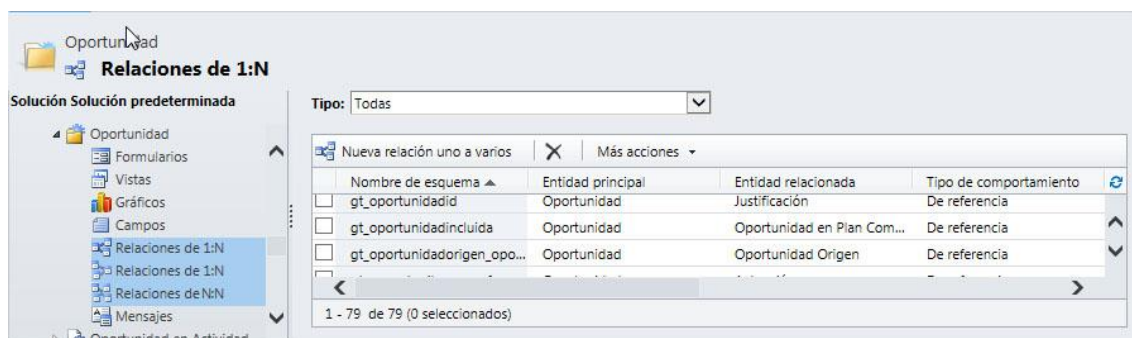 Oportunidad
Relaciones de 1:N
Solución Solución predeterminada
Oportunidad
Formularios
Vistas
Gráficos
Campos
Relaciones de 1:N
Relaciones de 1:N
Relaciones de N:N
Mensajes
Oportunidad en Actividad
Tipo: Todas
Nueva relación uno a varios Más acciones
Nombre de esquema Entidad principal Entidad relacionada Tipo de comportamiento
gt_oportunidadid Oportunidad Justificación De referencia
gt_oportunidadincluida Oportunidad Oportunidad en Plan Com... De referencia
gt_oportunidadorigen_opo... Oportunidad Oportunidad Origen De referencia
1 - 79 de 79 (0 seleccionados)